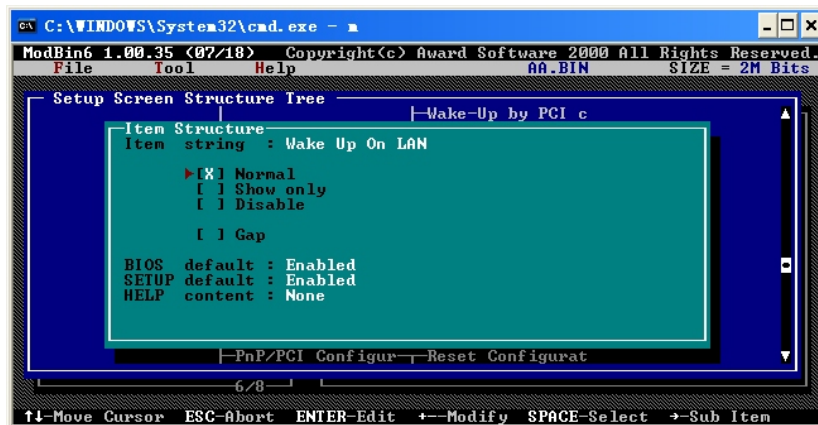 C:\WINDOWS\System32\cmd.exe - m
ModBin6 1.00.35 (07/18) Copyright(c) Award Software 2000 All Rights Reserved.
File Tool Help AA.BIN SIZE = 2M Bits
Setup Screen Structure Tree
Wake-Up by PCI c
Item Structure
Item string : Wake Up On LAN
[X] Normal
[ ] Show only
[ ] Disable
[ ] Gap
BIOS default : Enabled
SETUP default : Enabled
HELP content : None
PnP/PCI Configur Reset Configurat
6/8
↑↓-Move Cursor ESC-Abort ENTER-Edit +--Modify SPACE-Select →-Sub Item